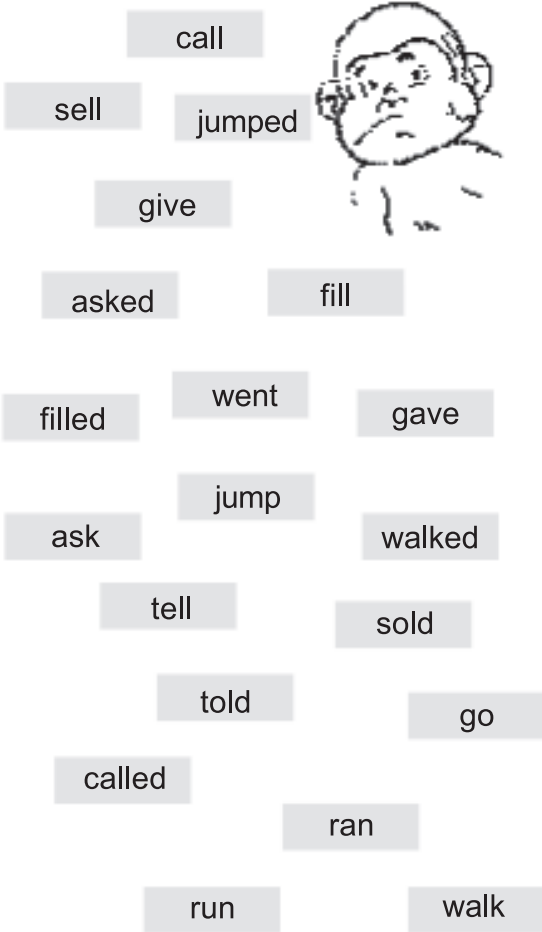 call
sell
jumped
give
asked
fill
went
gave
filled
jump
ask
walked
tell
sold
told
go
called
ran
run
walk